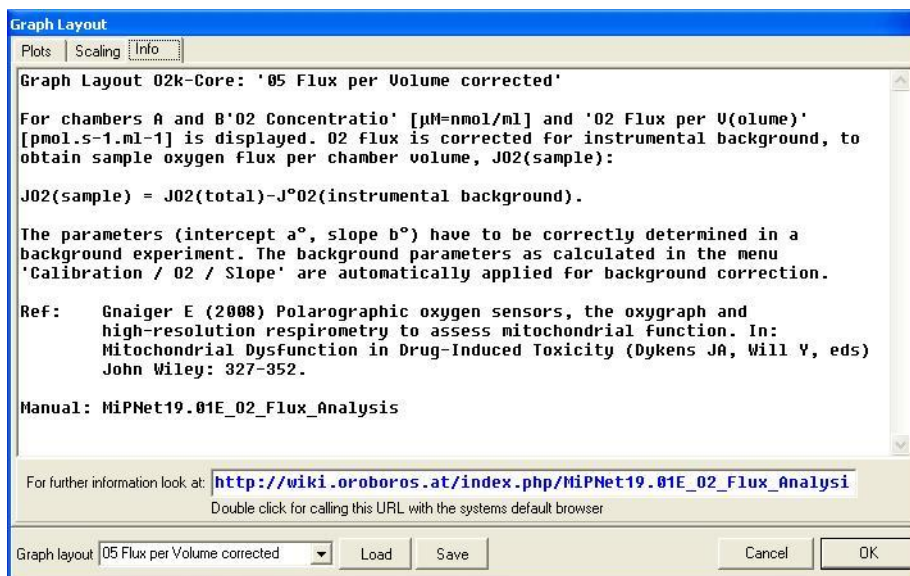 Graph Layout
Plots Scaling Info
Graph Layout O2k-Core: '05 Flux per Volume corrected'
For chambers A and B'O2 Concentratio' [µM=nmol/ml] and 'O2 Flux per V(olume)'
[pmol.s-1.ml-1] is displayed. O2 flux is corrected for instrumental background, to
obtain sample oxygen flux per chamber volume, JO2(sample):
JO2(sample) = JO2(total)-J°O2(instrumental background).
The parameters (intercept a°, slope b°) have to be correctly determined in a
background experiment. The background parameters as calculated in the menu
'Calibration / O2 / Slope' are automatically applied for background correction.
Ref: Gnaiger E (2008) Polarographic oxygen sensors, the oxygraph and
high-resolution respirometry to assess mitochondrial function. In:
Mitochondrial Dysfunction in Drug-Induced Toxicity (Dykens JA, Will Y, eds)
John Wiley: 327-352.
Manual: MiPNet19.01E_O2_Flux_Analysis
For further information look at: http://wiki.oroboros.at/index.php/MiPNet19.01E_O2_Flux_Analysi
Double click for calling this URL with the systems default browser
Graph layout 05 Flux per Volume corrected Load Save Cancel OK